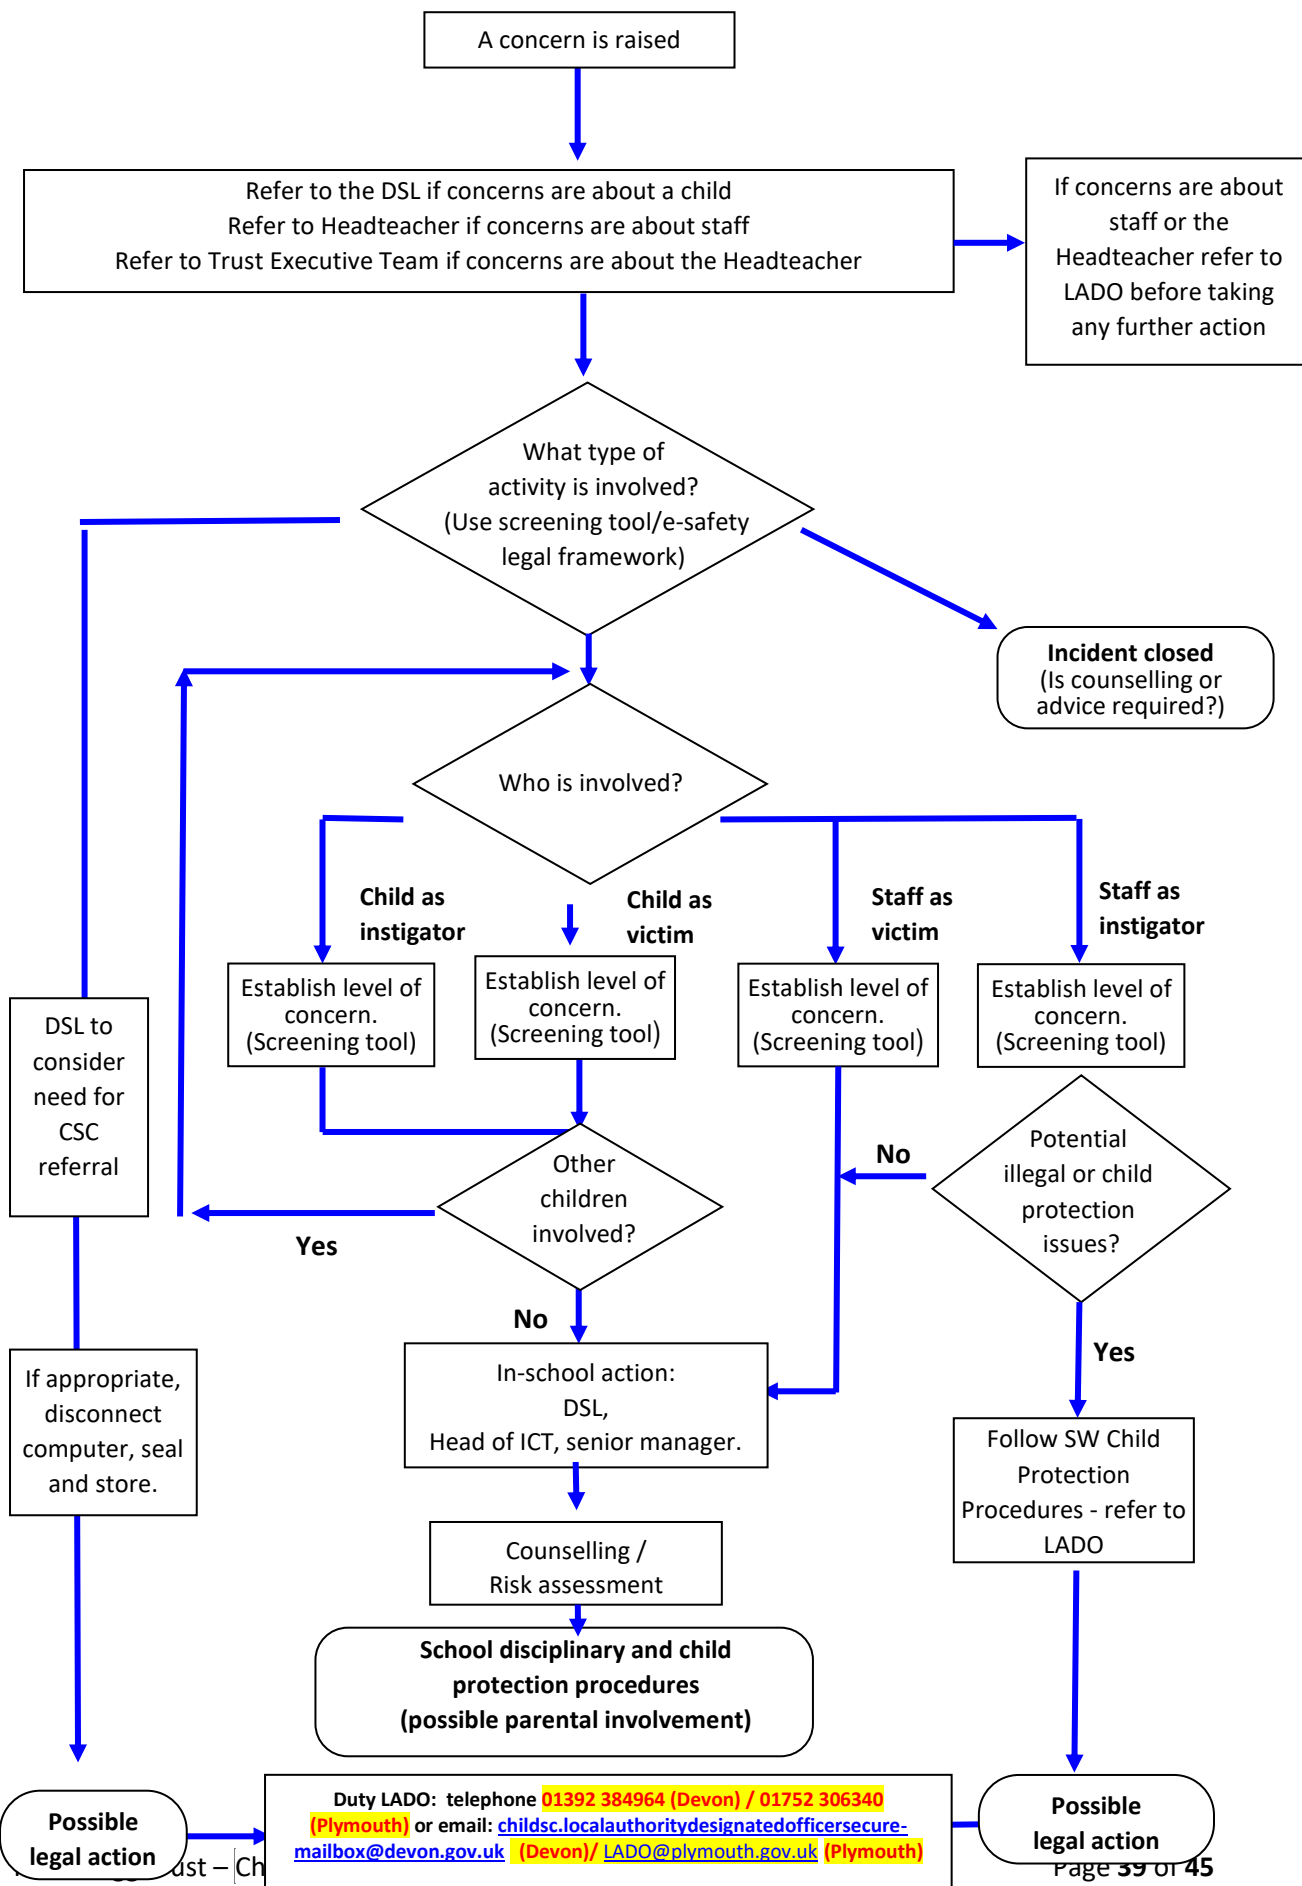 A concern is raised
Refer to the DSL if concerns are about a child
Refer to Headteacher if concerns are about staff
Refer to Trust Executive Team if concerns are about the Headteacher
If concerns are about
staff or the
Headteacher refer to
LADO before taking
any further action
What type of
activity is involved?
(Use screening tool/e-safety
legal framework)
Incident closed
(Is counselling or
advice required?)
Who is involved?
Child as
instigator
Child as
victim
Staff as
victim
Staff as
instigator
Establish level of
concern.
(Screening tool)
Establish level of
concern.
(Screening tool)
Establish level of
concern.
(Screening tool)
Establish level of
concern.
(Screening tool)
DSL to
consider
need for
CSC
referral
Other
children
involved?
Yes
No
Potential
illegal or child
protection
issues?
No
Yes
If appropriate,
disconnect
computer, seal
and store.
In-school action:
DSL,
Head of ICT, senior manager.
Follow SW Child
Protection
Procedures - refer to
LADO
Counselling /
Risk assessment
School disciplinary and child
protection procedures
(possible parental involvement)
Possible
legal action
Duty LADO: telephone 01392 384964 (Devon) / 01752 306340
(Plymouth) or email: childsc.localauthoritydesignatedofficersecure-
mailbox@devon.gov.uk (Devon)/ LADO@plymouth.gov.uk (Plymouth)
Possible
legal action
Page 39 of 45